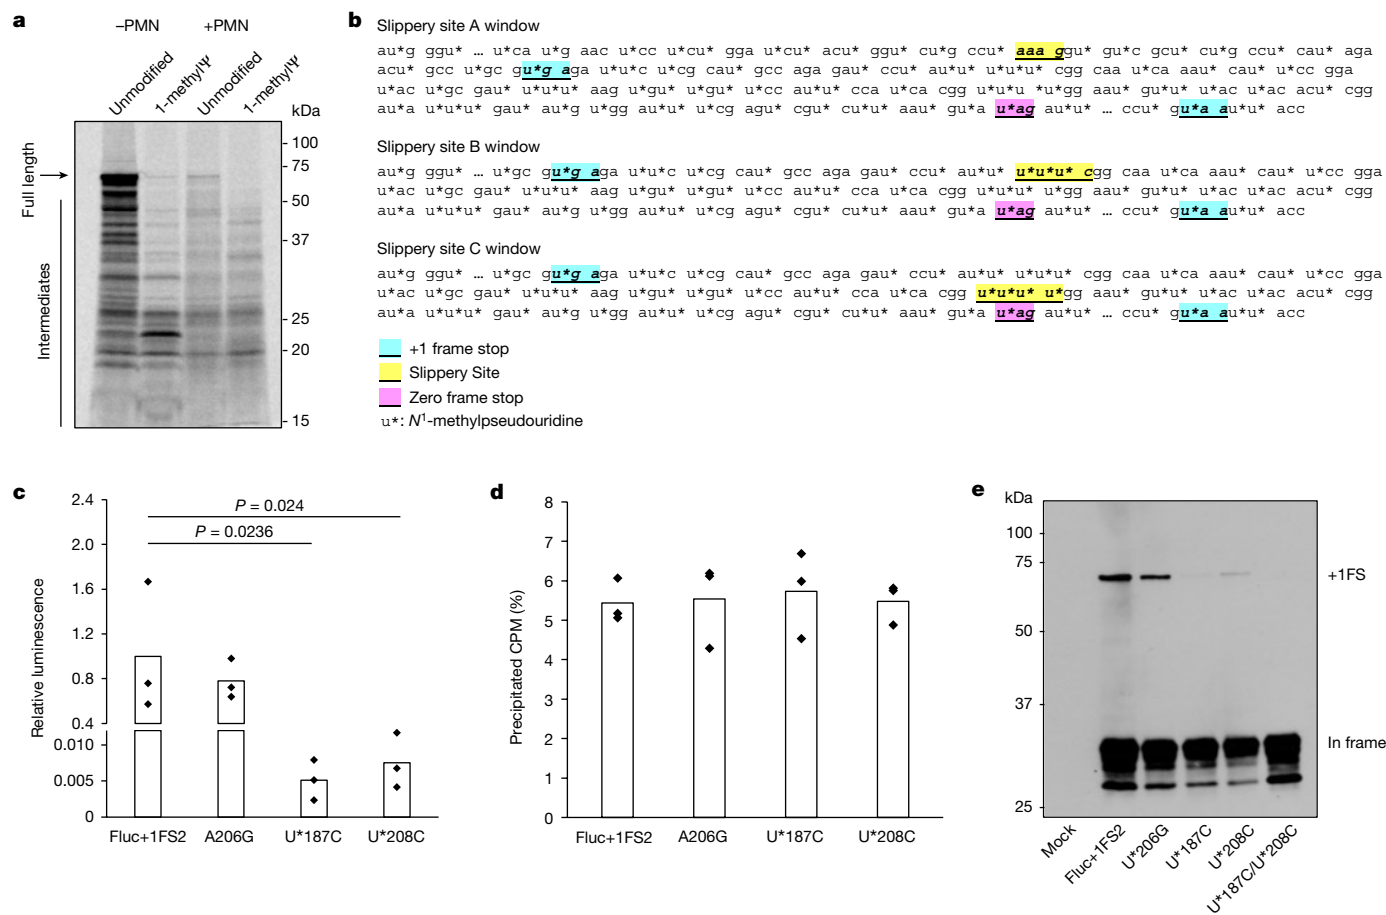 a
–PMN +PMN
Unmodified
1-methylΨ
Unmodified
1-methylΨ
kDa
100
75
50
37
25
20
15
Full length
Intermediates
b
Slippery site A window
au*g ggu* … u*ca u*g aac u*cc u*cu* gga u*cu* acu* ggu* cu*g ccu* aaa ggu* gu*c gcu* cu*g ccu* cau* aga
acu* gcc u*gc gu*g aga u*u*c u*cg cau* gcc aga gau* ccu* au*u* u*u*u* cgg caa u*ca aau* cau* u*cc gga
u*ac u*gc gau* u*u*u* aag u*gu* u*gu* u*cc au*u* cca u*ca cgg u*u*u* u*gg aau* gu*u* u*ac u*ac acu* cgg
au*a u*u*u* gau* au*g u*gg au*u* u*cg agu* cgu* cu*u* aau* gu*a u*ag au*u* … ccu* gu*a au*u* acc
Slippery site B window
au*g ggu* … u*gc gu*g aga u*u*c u*cg cau* gcc aga gau* ccu* au*u* u*u*u* cgg caa u*ca aau* cau* u*cc gga
u*ac u*gc gau* u*u*u* aag u*gu* u*gu* u*cc au*u* cca u*ca cgg u*u*u* u*gg aau* gu*u* u*ac u*ac acu* cgg
au*a u*u*u* gau* au*g u*gg au*u* u*cg agu* cgu* cu*u* aau* gu*a u*ag au*u* … ccu* gu*a au*u* acc
Slippery site C window
au*g ggu* … u*gc gu*g aga u*u*c u*cg cau* gcc aga gau* ccu* au*u* u*u*u* cgg caa u*ca aau* cau* u*cc gga
u*ac u*gc gau* u*u*u* aag u*gu* u*gu* u*cc au*u* cca u*ca cgg u*u*u* u*gg aau* gu*u* u*ac u*ac acu* cgg
au*a u*u*u* gau* au*g u*gg au*u* u*cg agu* cgu* cu*u* aau* gu*a u*ag au*u* … ccu* gu*a au*u* acc
+1 frame stop
Slippery Site
Zero frame stop
u*: N1-methylpseudouridine
c
Relative luminescence
2.4
2.0
1.6
1.2
0.8
0.4
0.010
0.005
0
P = 0.024
P = 0.0236
Fluc+1FS2 A206G U*187C U*208C
d
Precipitated CPM (%)
8
7
6
5
4
3
2
1
0
Fluc+1FS2 A206G U*187C U*208C
e
kDa
100
75
50
37
25
+1FS
In frame
Mock
Fluc+1FS2
U*206G
U*187C
U*208C
U*187C/U*208C